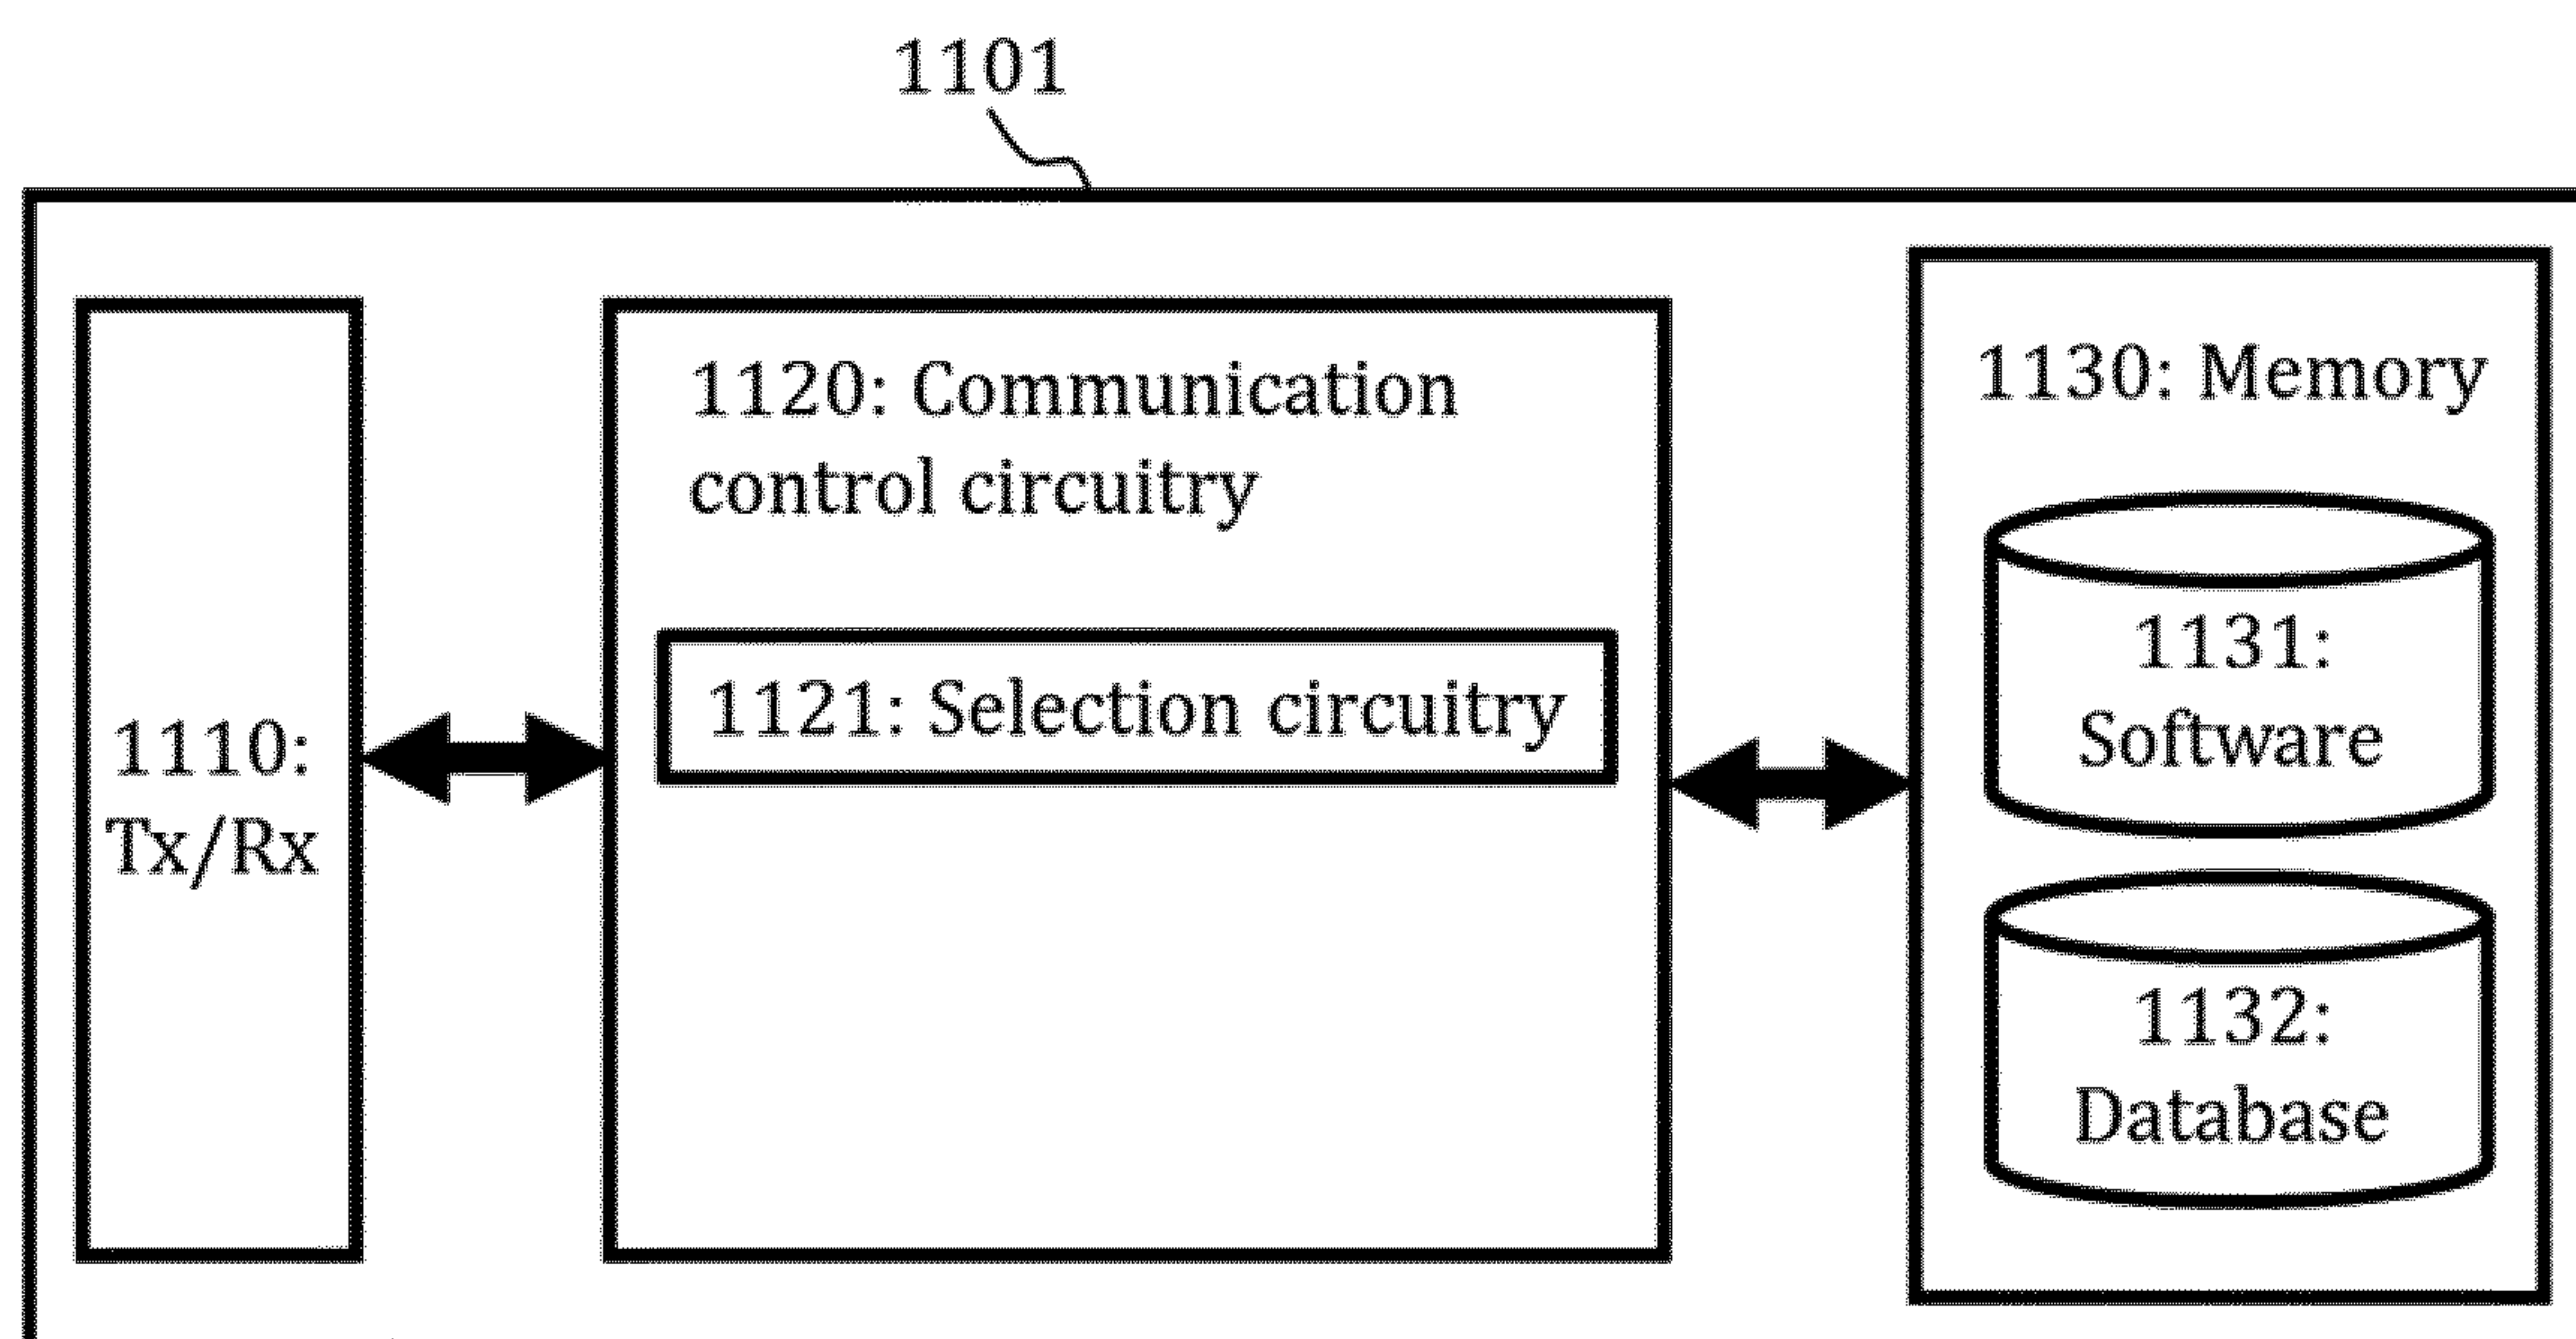 1101
1110:
Tx/Rx
1120: Communication
control circuitry
1121: Selection circuitry
1130: Memory
1131:
Software
1132:
Database